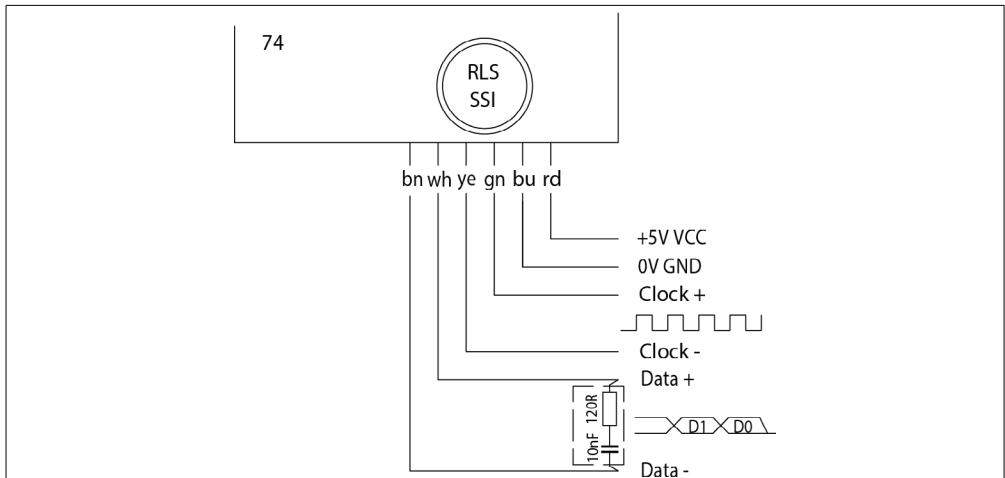 74
RLS
SSI
bn wh ye gn bu rd
+5V VCC
0V GND
Clock +
Clock -
Data +
120R
10nF
D1 D0
Data -